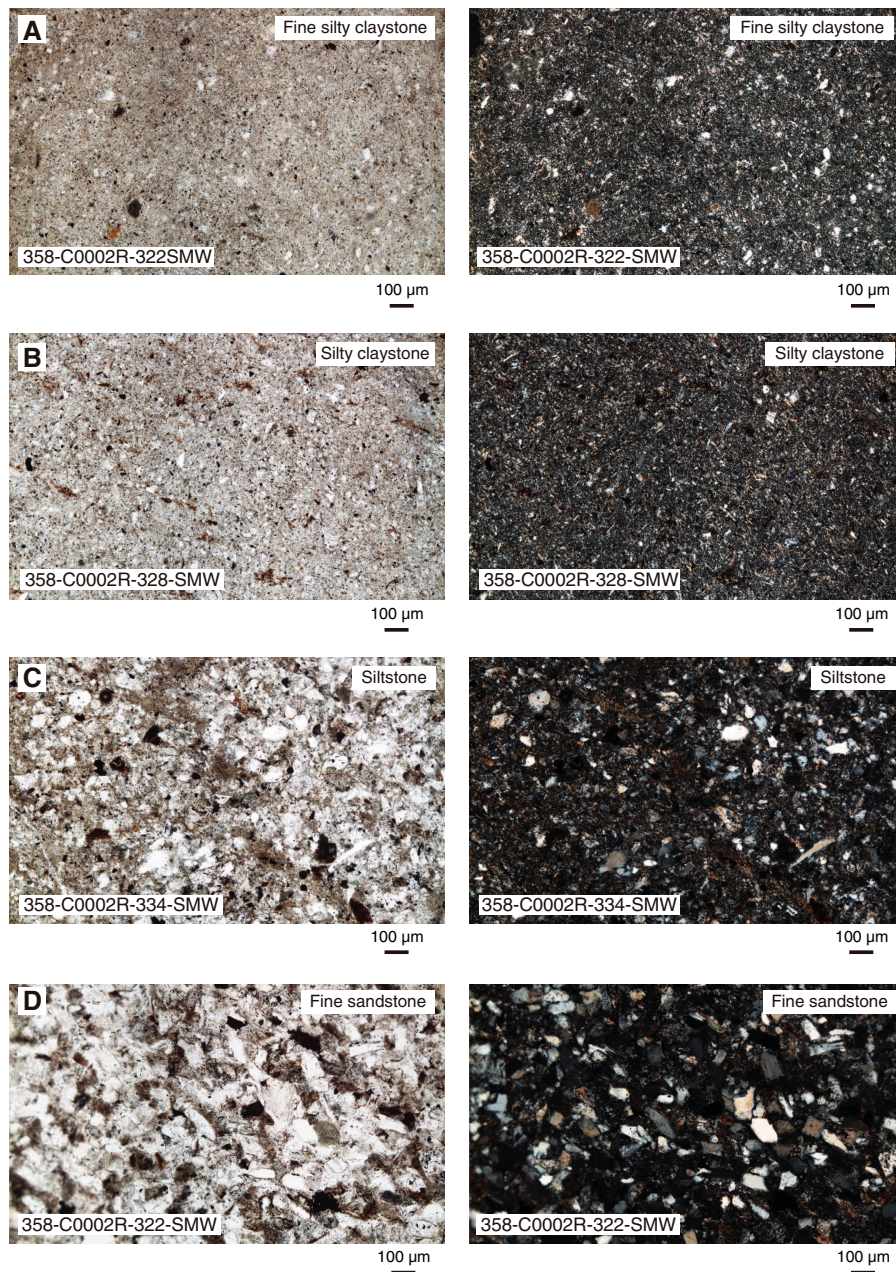 A
Fine silty claystone
Fine silty claystone
358-C0002R-322SMW
358-C0002R-322-SMW
100 µm
100 µm
B
Silty claystone
Silty claystone
358-C0002R-328-SMW
358-C0002R-328-SMW
100 µm
100 µm
C
Siltstone
Siltstone
358-C0002R-334-SMW
358-C0002R-334-SMW
100 µm
100 µm
D
Fine sandstone
Fine sandstone
358-C0002R-322-SMW
358-C0002R-322-SMW
100 µm
100 µm